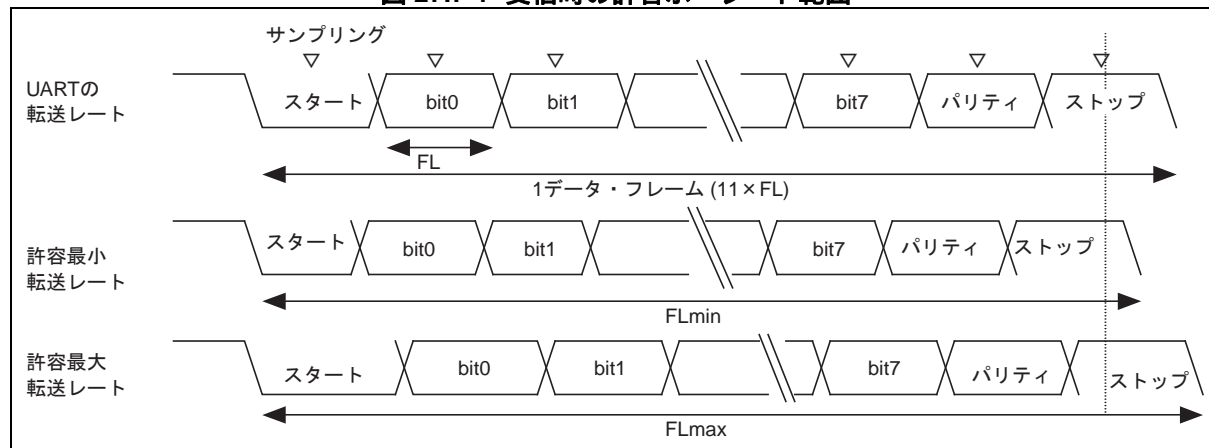 サンプリング
UARTの
転送レート
スタート
bit0
bit1
bit7
パリティ
ストップ
FL
1データ・フレーム (11×FL)
許容最小
転送レート
スタート
bit0
bit1
bit7
パリティ
ストップ
FLmin
許容最大
転送レート
スタート
bit0
bit1
bit7
パリティ
ストップ
FLmax